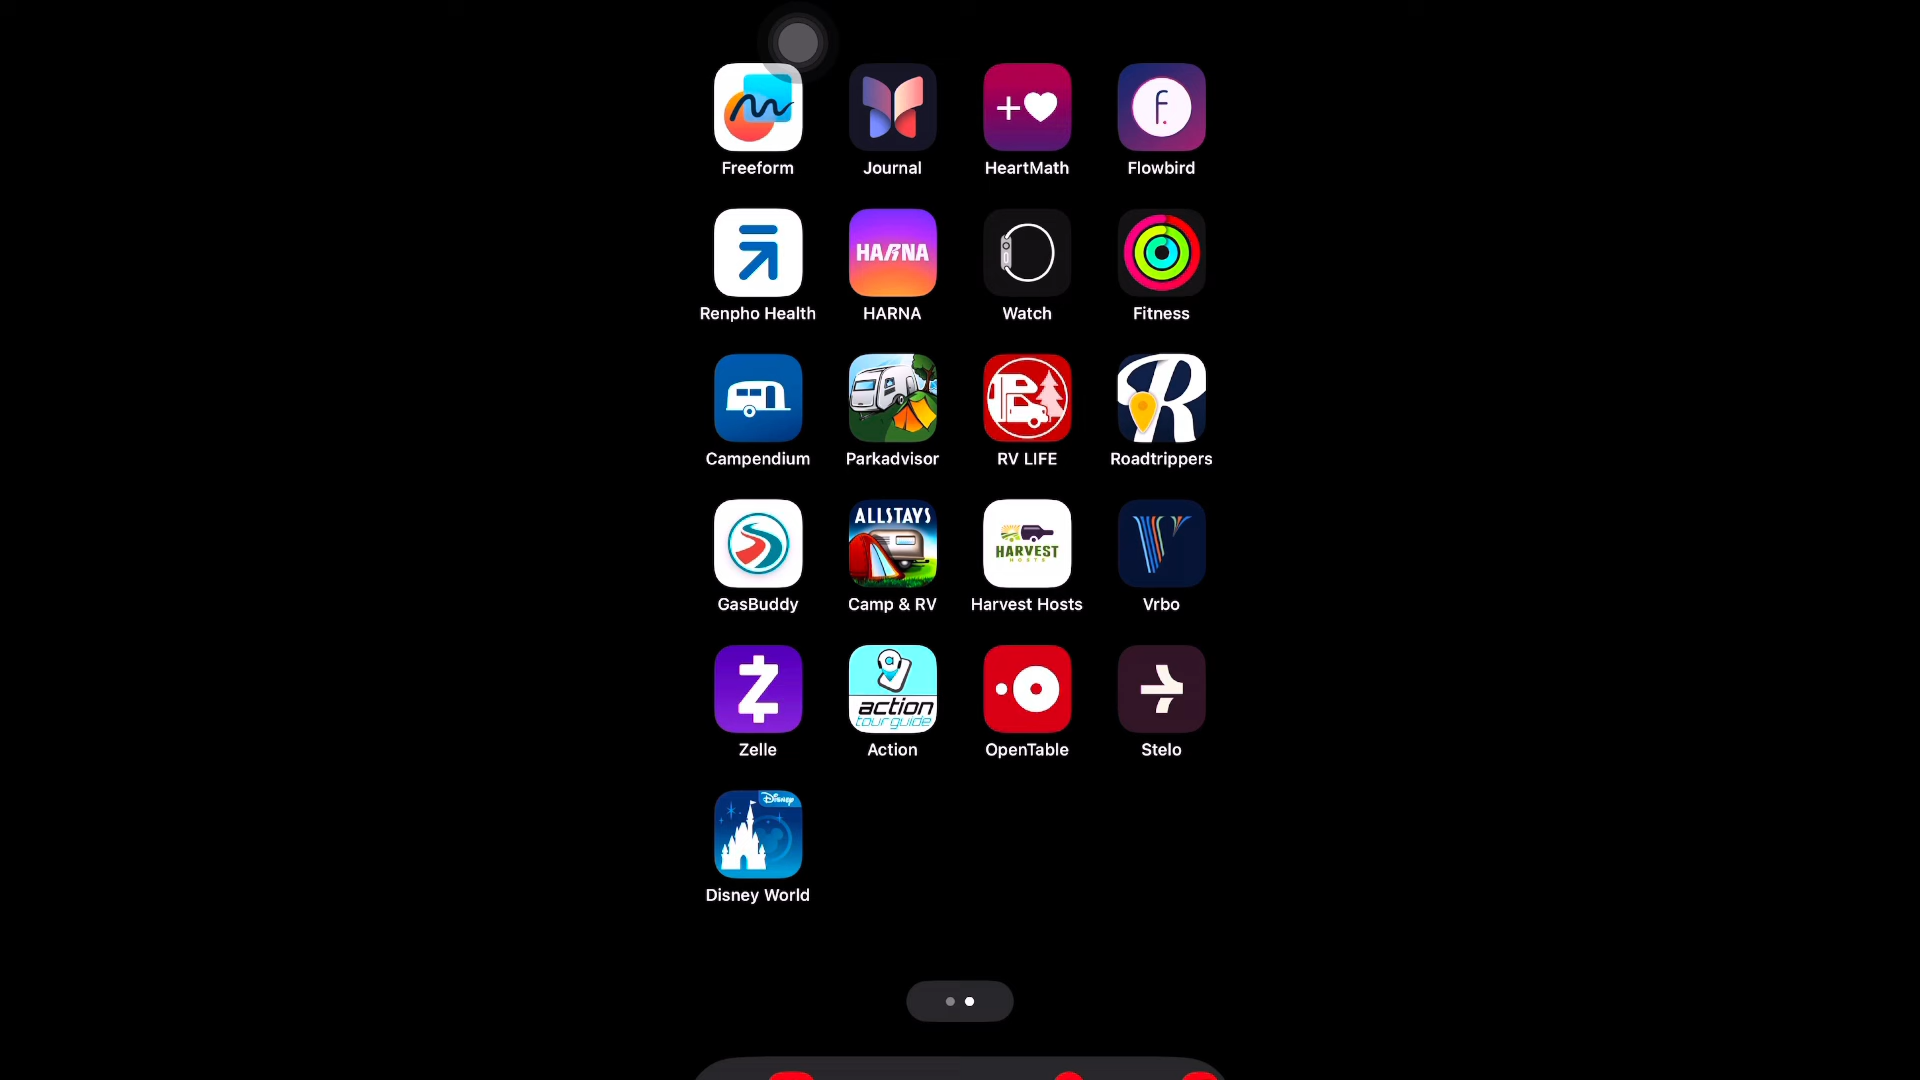 Freeform Journal HeartMath Flowbird
f.
HARNA
Renpho Health HARNA Watch Fitness
R
Campendium Parkadvisor RV LIFE Roadtrippers
ALLSTAYS
HARVEST
HOSTS
GasBuddy Camp & RV Harvest Hosts Vrbo
a
action
tour guide
Zelle Action OpenTable Stelo
Disney
Disney World